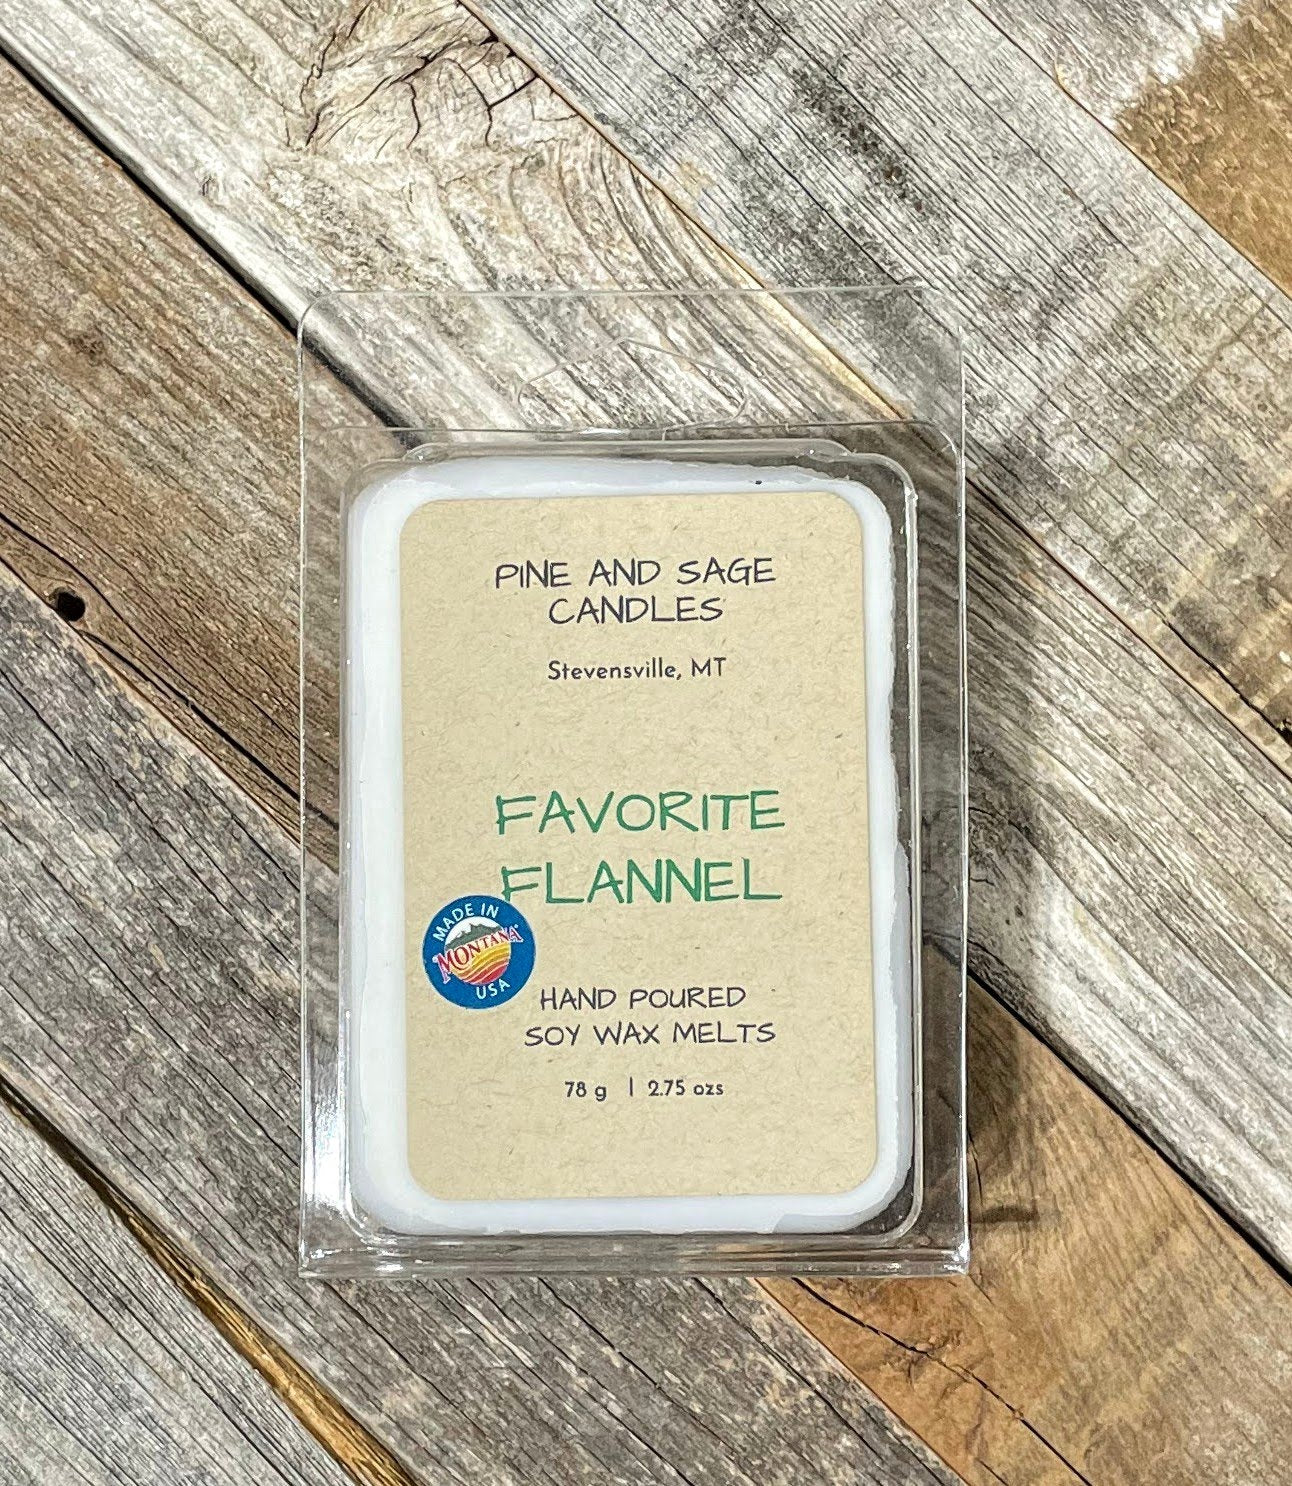 PINE AND SAGE
CANDLES
Stevensville, MT
FAVORITE
FLANNEL
MADE IN
MONTANA
USA
HAND POURED
SOY WAX MELTS
78 g | 2.75 ozs